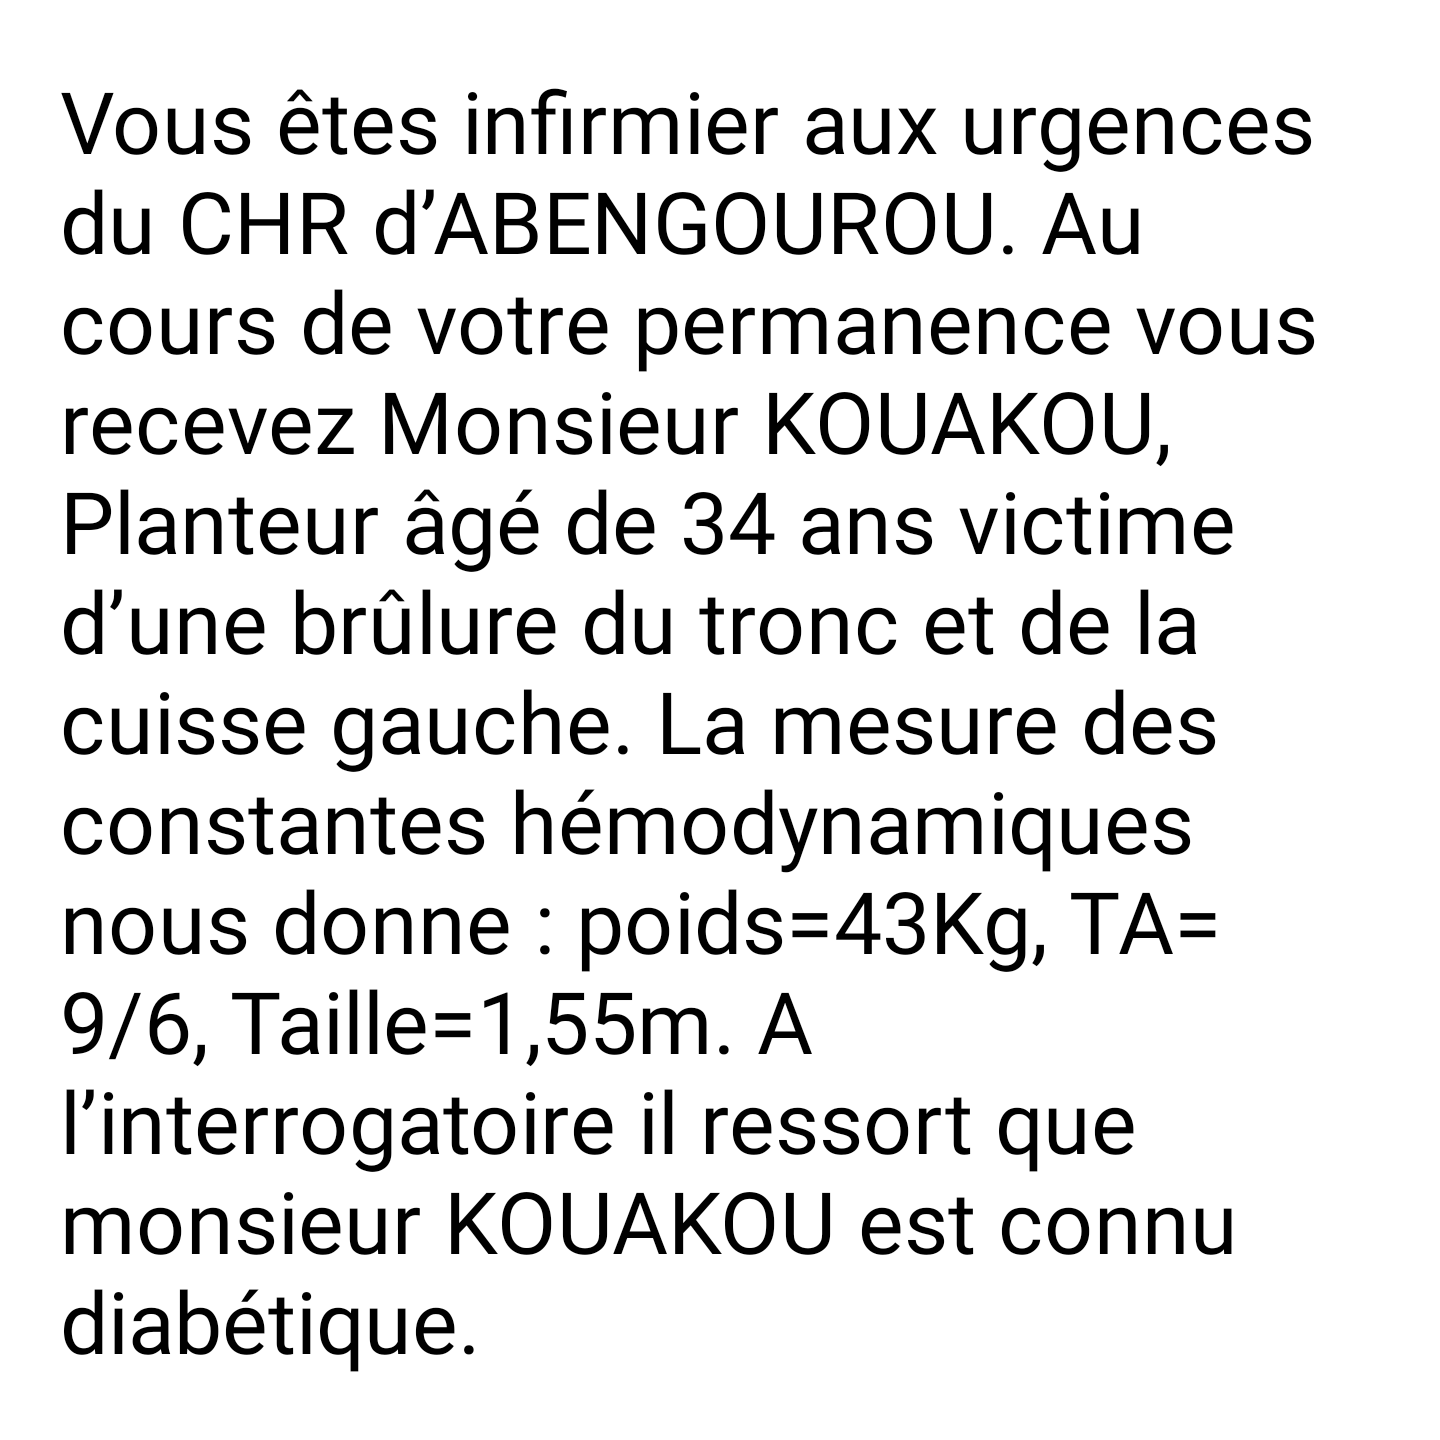 Vous êtes infirmier aux urgences
du CHR d’ABENGOUROU. Au
cours de votre permanence vous
recevez Monsieur KOUAKOU,
Planteur âgé de 34 ans victime
d’une brûlure du tronc et de la
cuisse gauche. La mesure des
constantes hémodynamiques
nous donne : poids=43Kg, TA=
9/6, Taille=1,55m. A
l’interrogatoire il ressort que
monsieur KOUAKOU est connu
diabétique.